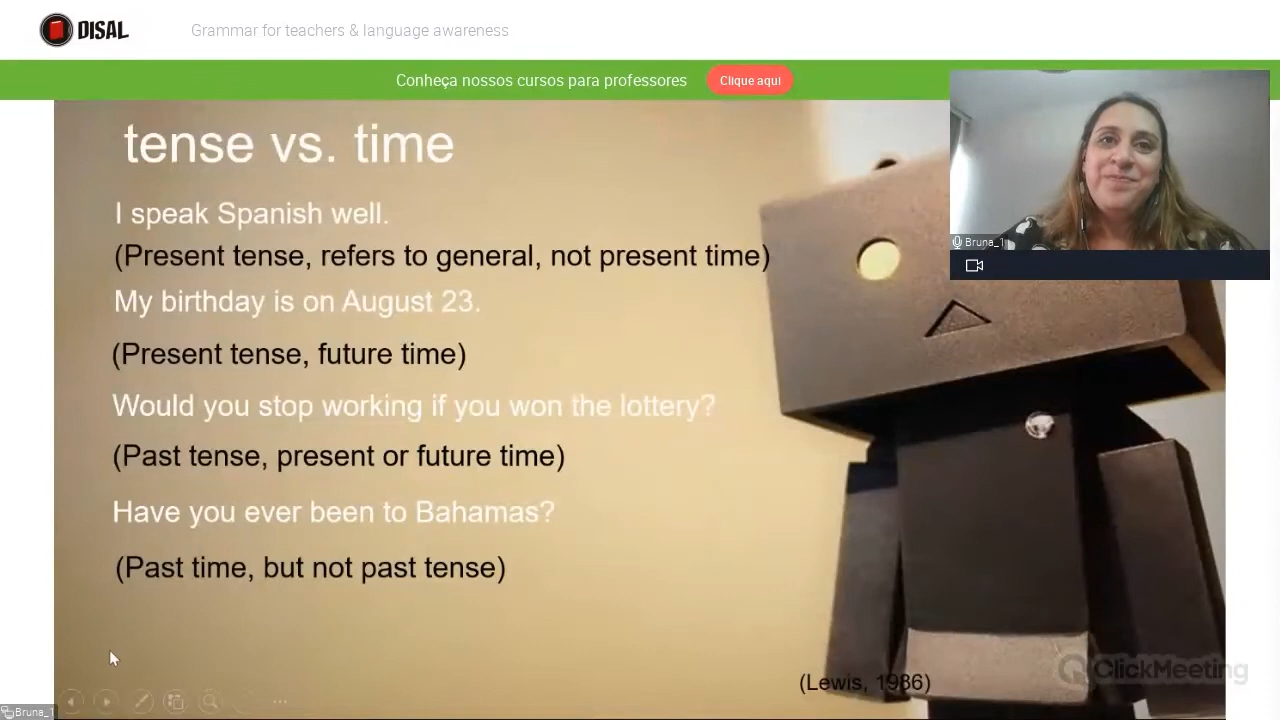 DISAL
Grammar for teachers & language awareness
Conheça nossos cursos para professores
Clique aqui
tense vs. time
I speak Spanish well.
(Present tense, refers to general, not present time)
My birthday is on August 23.
(Present tense, future time)
Would you stop working if you won the lottery?
(Past tense, present or future time)
Have you ever been to Bahamas?
(Past time, but not past tense)
(Lewis, 1986)
Bruna_1
ClickMeeting
Bruna_1